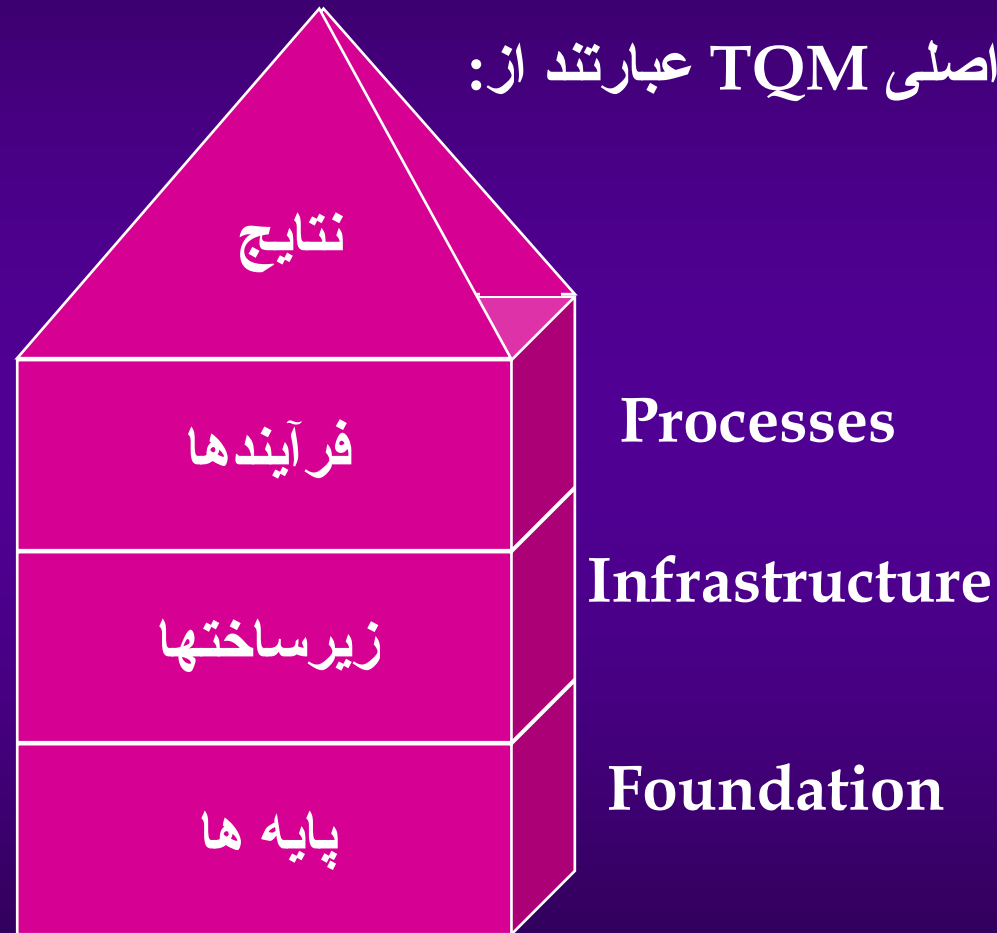 اصلی TQM عبارتند از:
نتایج
فرآیندها
Processes
زیرساختها
Infrastructure
پایه ها
Foundation